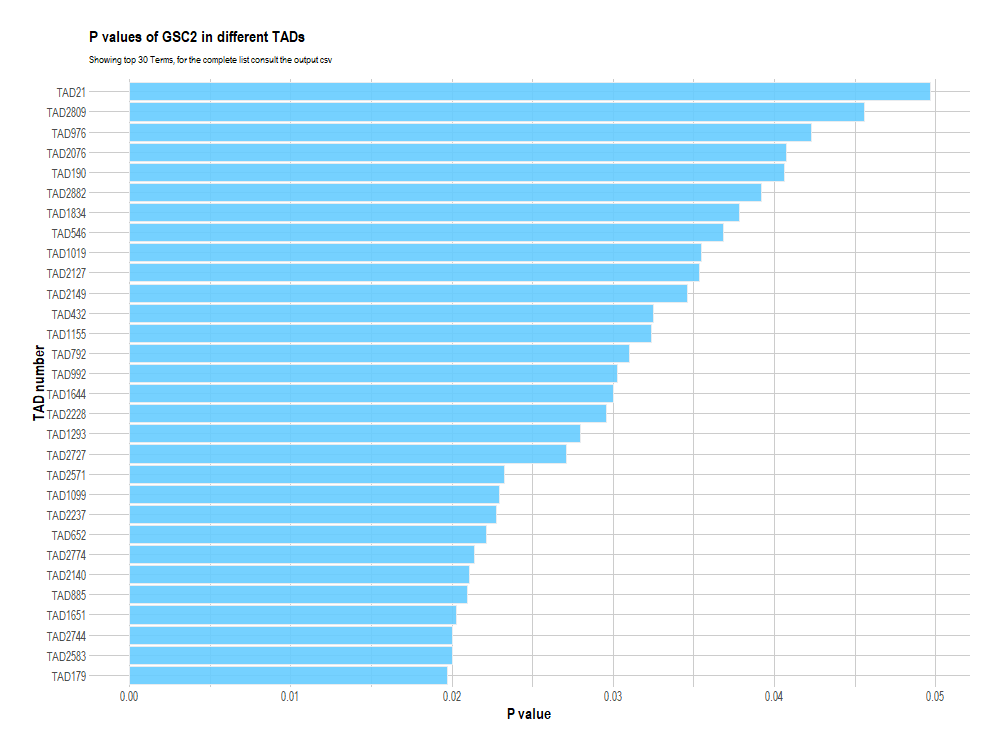 P values of GSC2 in different TADs
Showing top 30 Terms, for the complete list consult the output csv
TAD21
TAD2809
TAD976
TAD2076
TAD190
TAD2882
TAD1834
TAD546
TAD1019
TAD2127
TAD2149
TAD432
TAD1155
TAD792
TAD992
TAD1644
TAD2228
TAD1293
TAD2727
TAD2571
TAD1099
TAD2237
TAD652
TAD2774
TAD2140
TAD885
TAD1651
TAD2744
TAD2583
TAD179
TAD number
0.00 0.01 0.02 0.03 0.04 0.05
P value